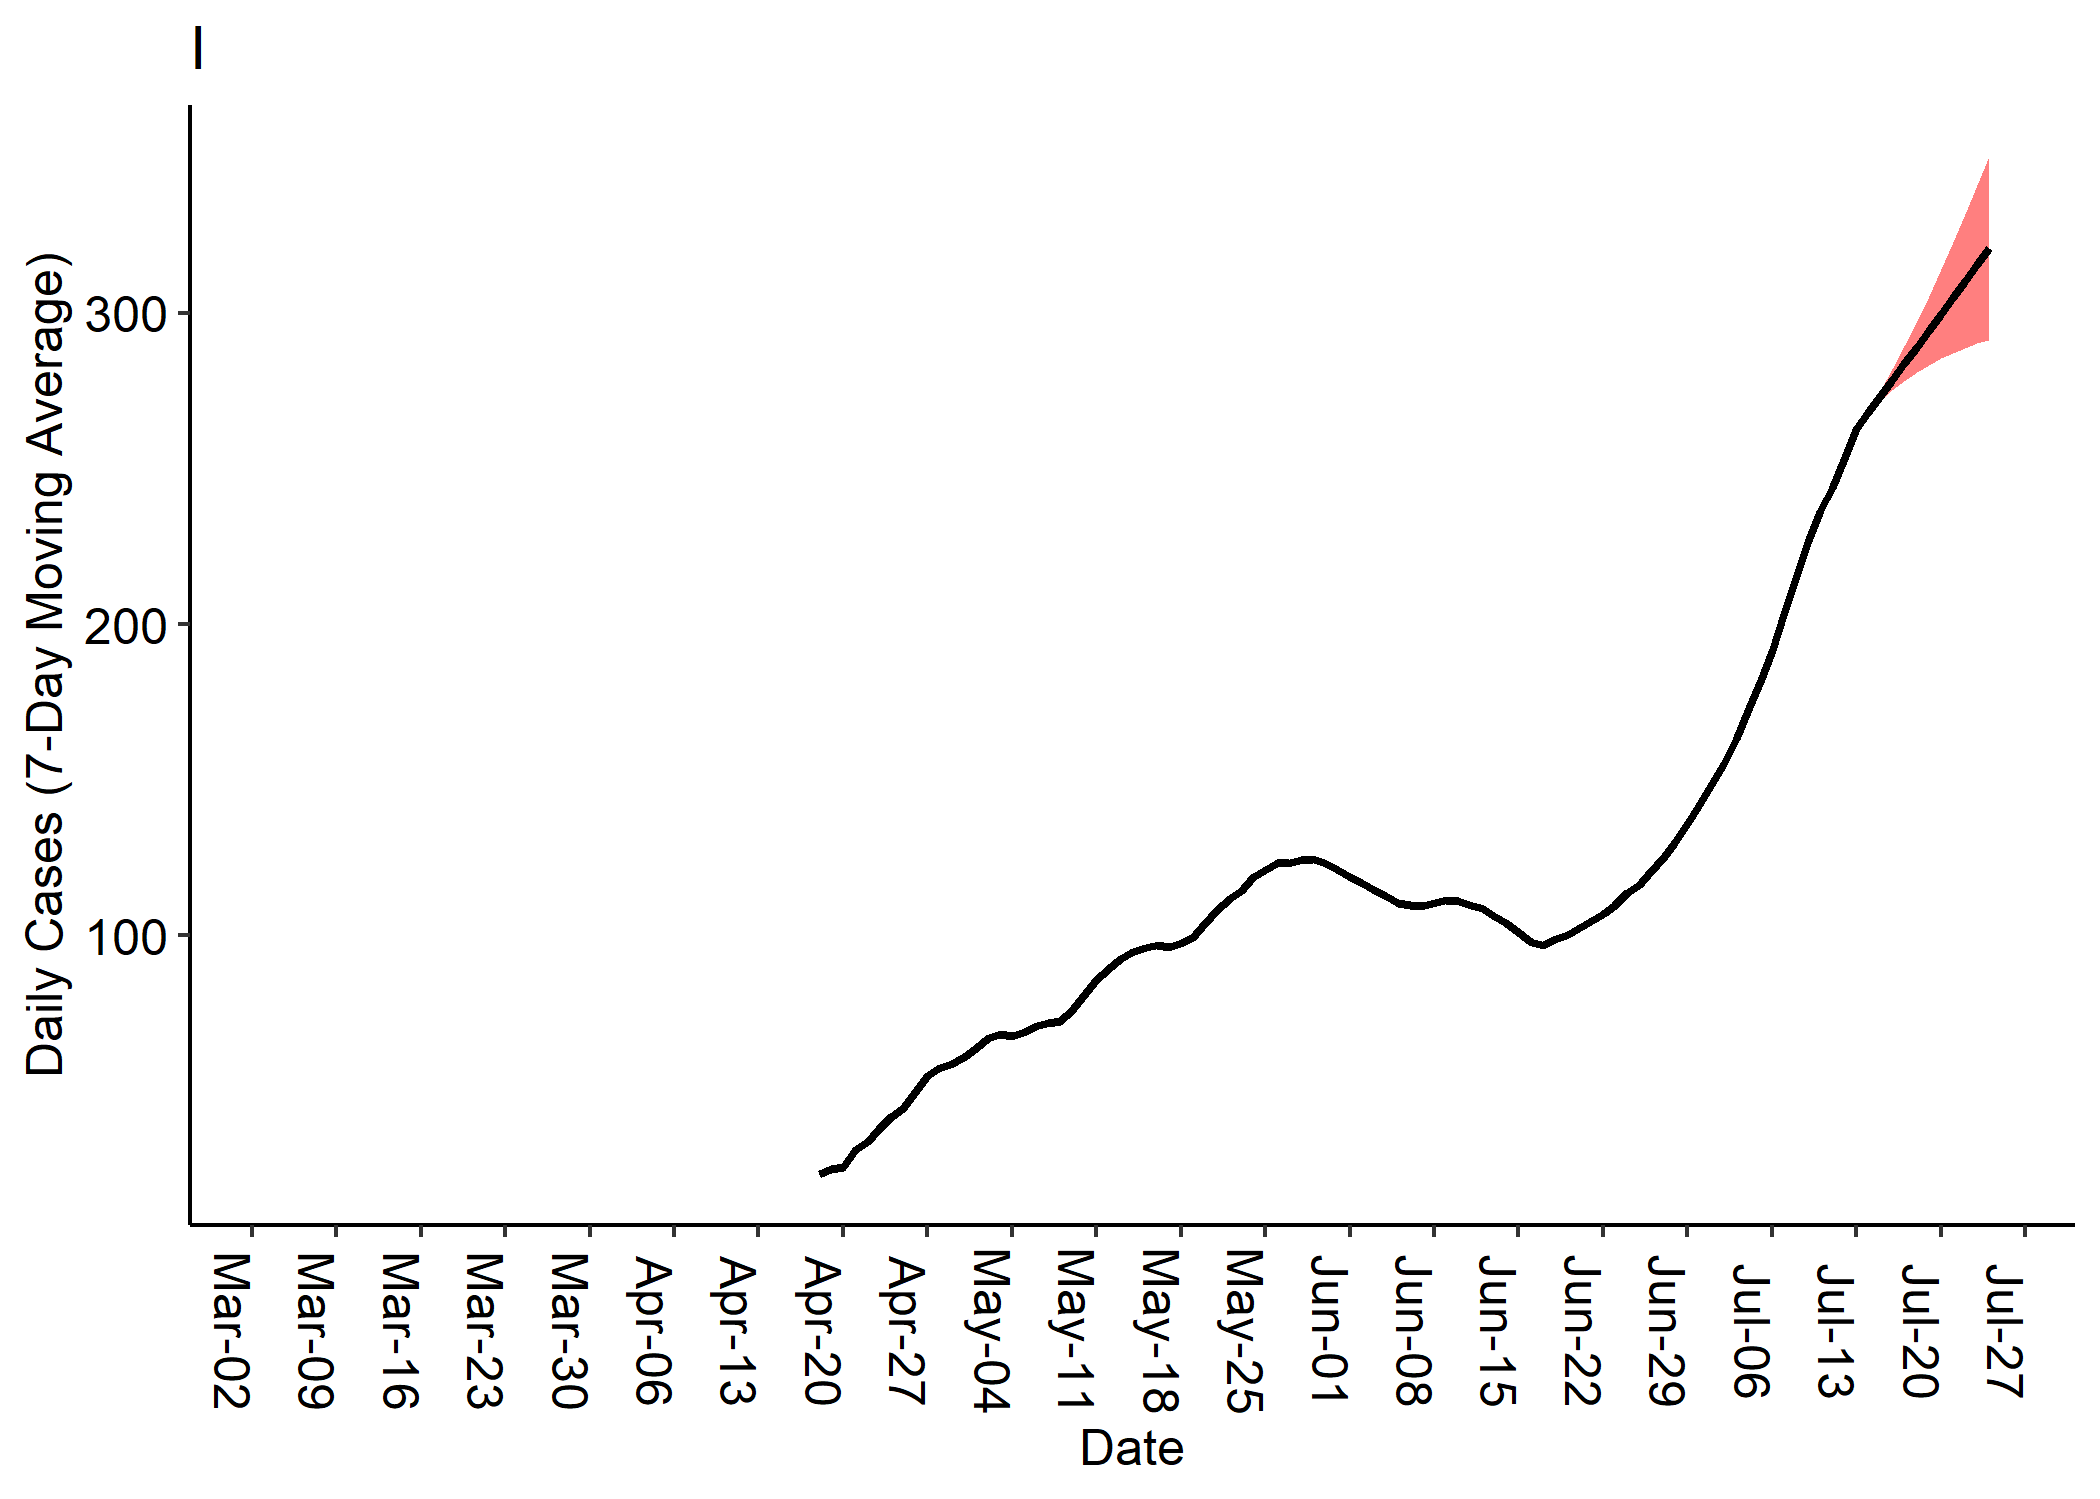 I
Daily Cases (7-Day Moving Average)
300
200
100
Mar-02
Mar-09
Mar-16
Mar-23
Mar-30
Apr-06
Apr-13
Apr-20
Apr-27
May-04
May-11
May-18
May-25
Jun-01
Jun-08
Jun-15
Jun-22
Jun-29
Jul-06
Jul-13
Jul-20
Jul-27
Date